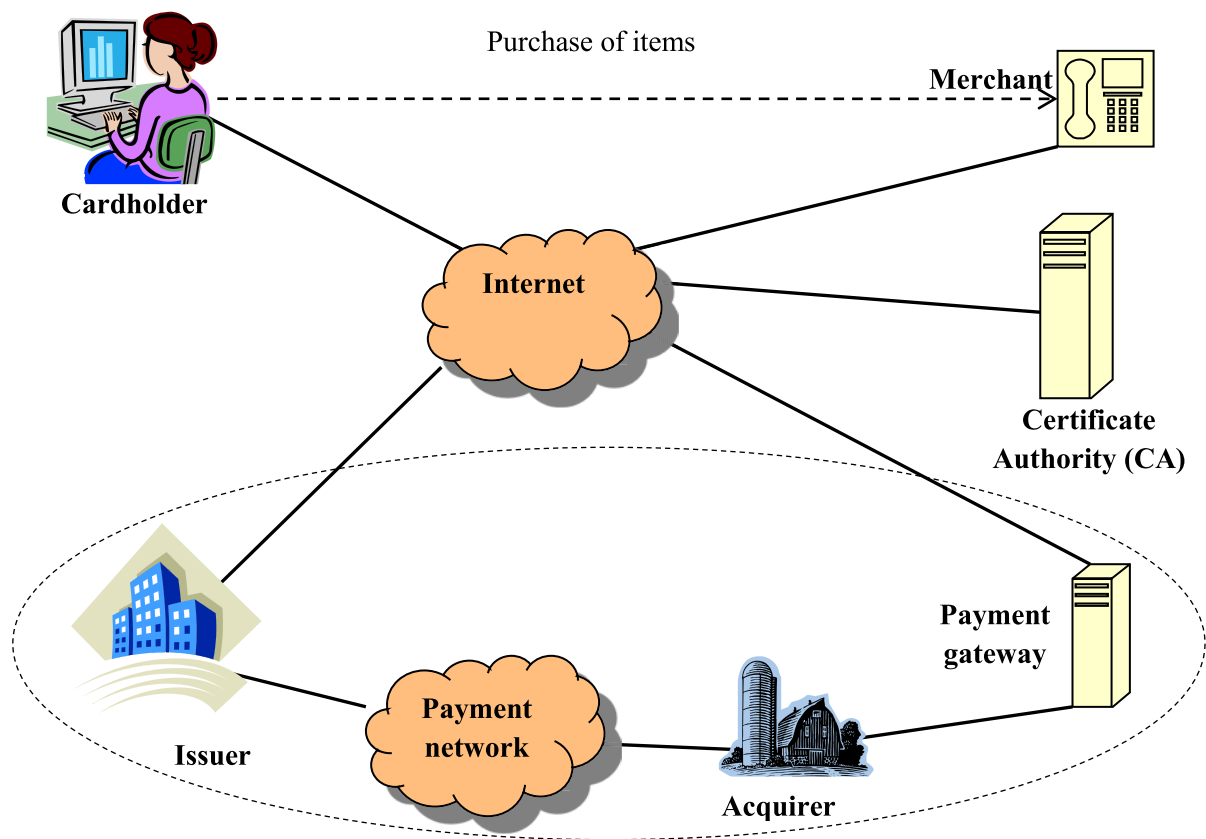 Purchase of items
Merchant
Cardholder
Internet
Certificate
Authority (CA)
Payment
gateway
Payment
network
Issuer
Acquirer